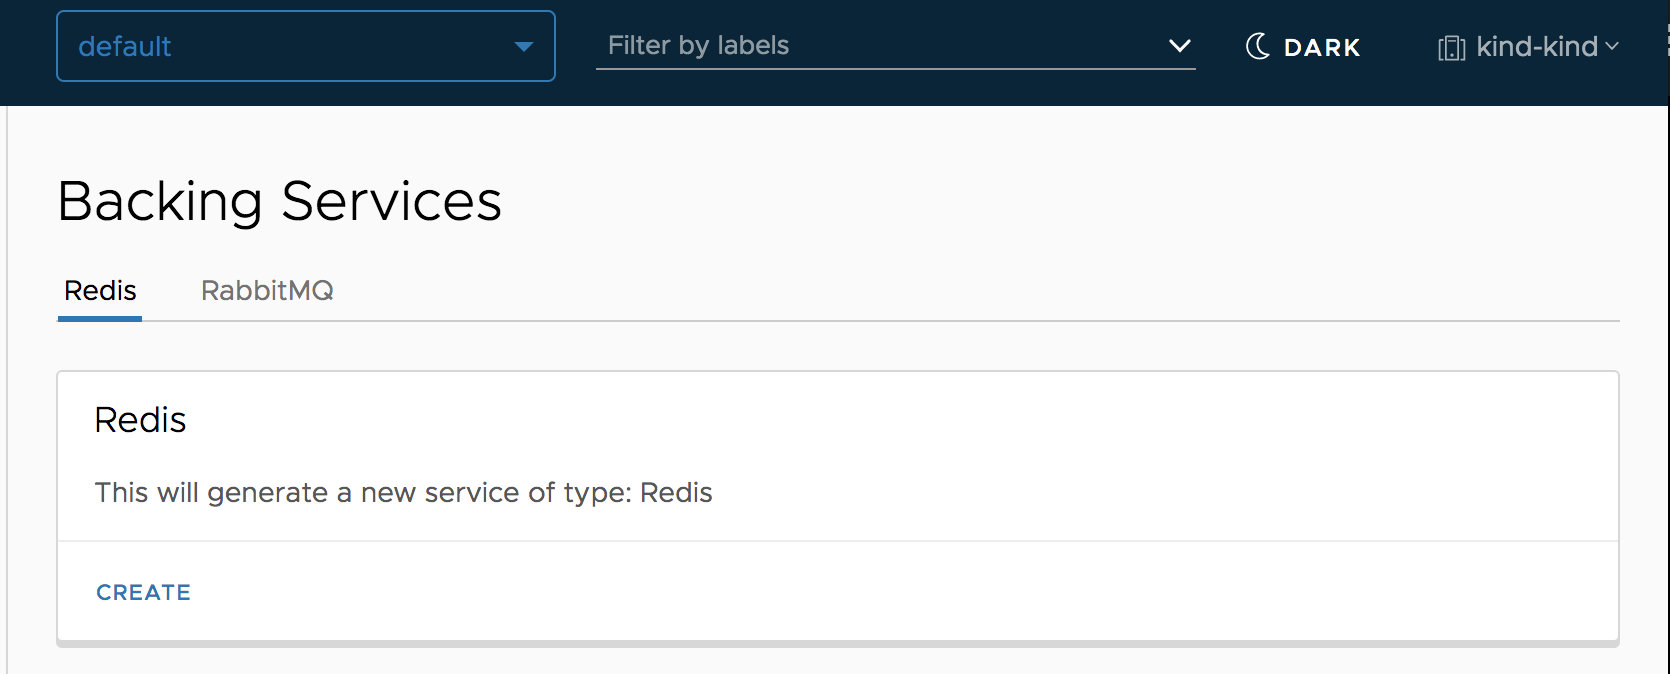 default
Filter by labels
DARK
kind-kind
Backing Services
Redis
RabbitMQ
Redis
This will generate a new service of type: Redis
CREATE